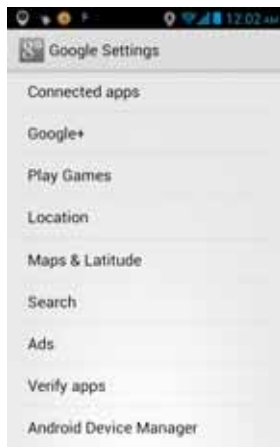 12:02 AM
Google Settings
Connected apps
Google+
Play Games
Location
Maps & Latitude
Search
Ads
Verify apps
Android Device Manager